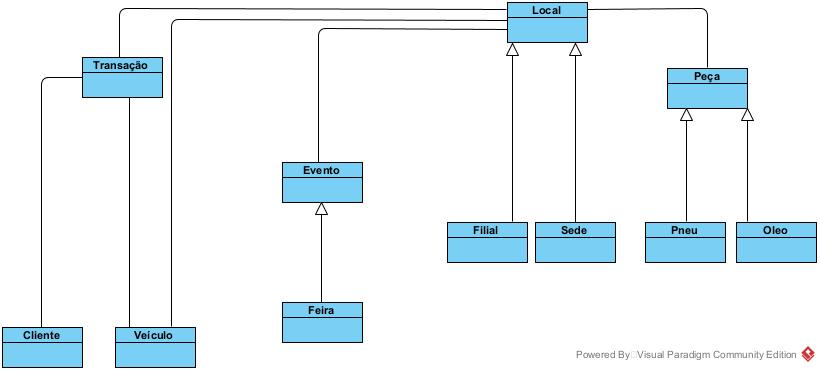 Local
Transação
Peça
Evento
Filial
Sede
Pneu
Oleo
Feira
Cliente
Veículo
Powered By Visual Paradigm Community Edition